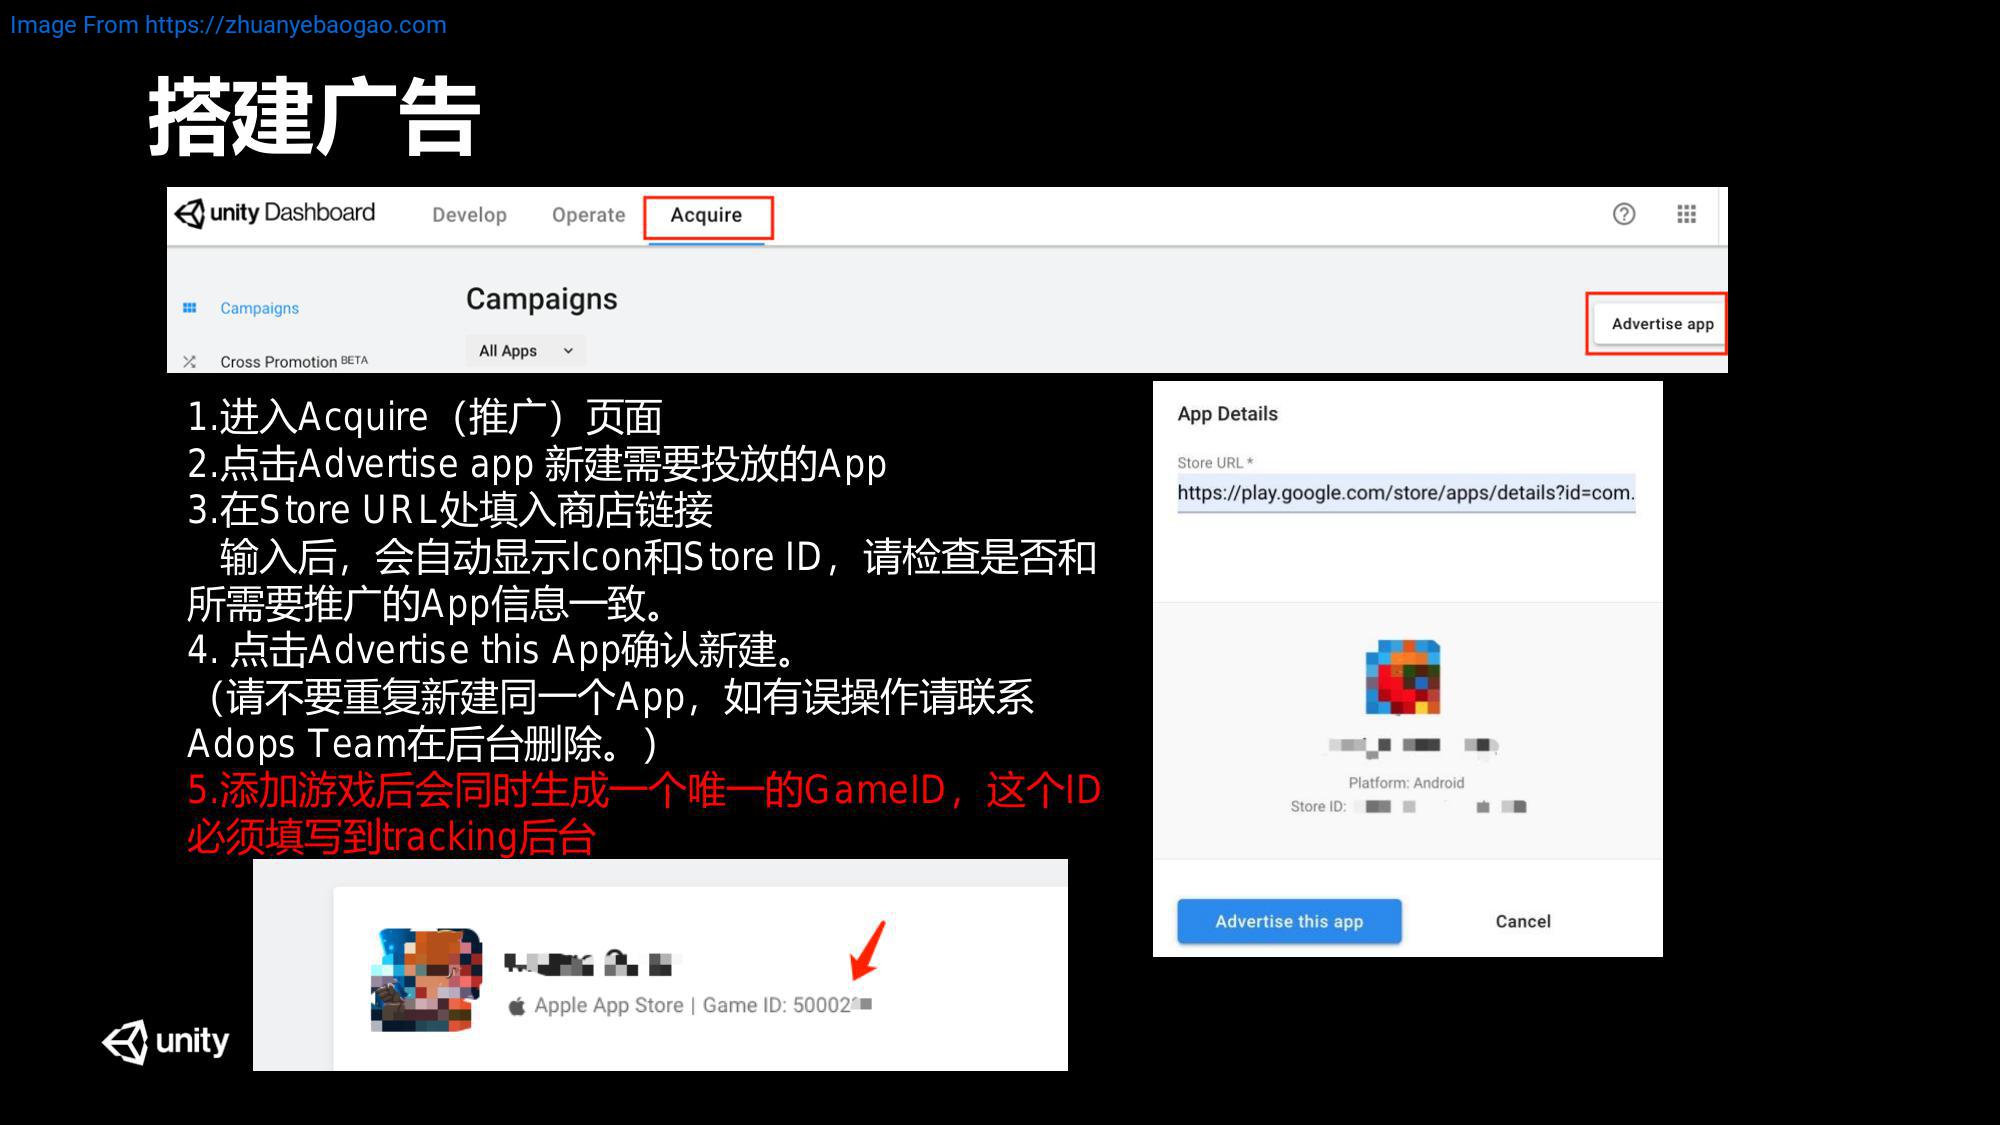 Image From https://zhuanyebaogao.com
搭建广告
unity Dashboard
Develop
Operate
Acquire
Campaigns
Campaigns
Advertise app
All Apps
Cross Promotion BETA
1.进入Acquire（推广）页面
2.点击Advertise app 新建需要投放的App
3.在Store URL处填入商店链接
输入后，会自动显示Icon和Store ID，请检查是否和
所需要推广的App信息一致。
4. 点击Advertise this App确认新建。
（请不要重复新建同一个App，如有误操作请联系
Adops Team在后台删除。）
5.添加游戏后会同时生成一个唯一的GameID，这个ID
必须填写到tracking后台
App Details
Store URL *
https://play.google.com/store/apps/details?id=com.
Platform: Android
Store ID:
Advertise this app
Cancel
Apple App Store | Game ID: 50002
unity